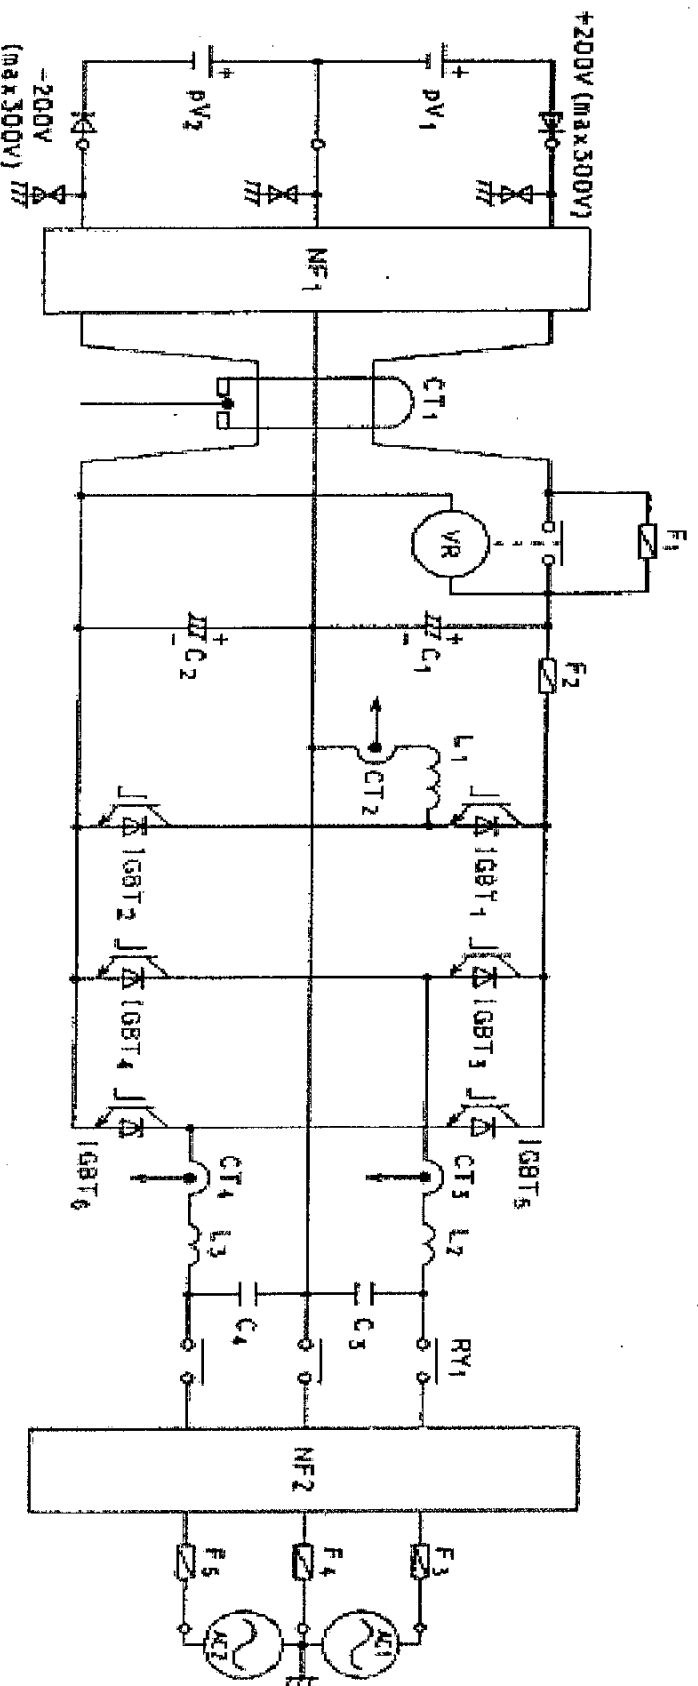 +200V (max300V)
PV1
PV2
-200V
(max300V)
NF1
CT1
F1
VR
F2
C1
C2
L1
CT2
IGBT1
IGBT2
IGBT3
IGBT4
IGBT5
IGBT6
CT3
CT4
L2
L3
C3
C4
RY1
NF2
F3
F4
F5
AC1
AC2